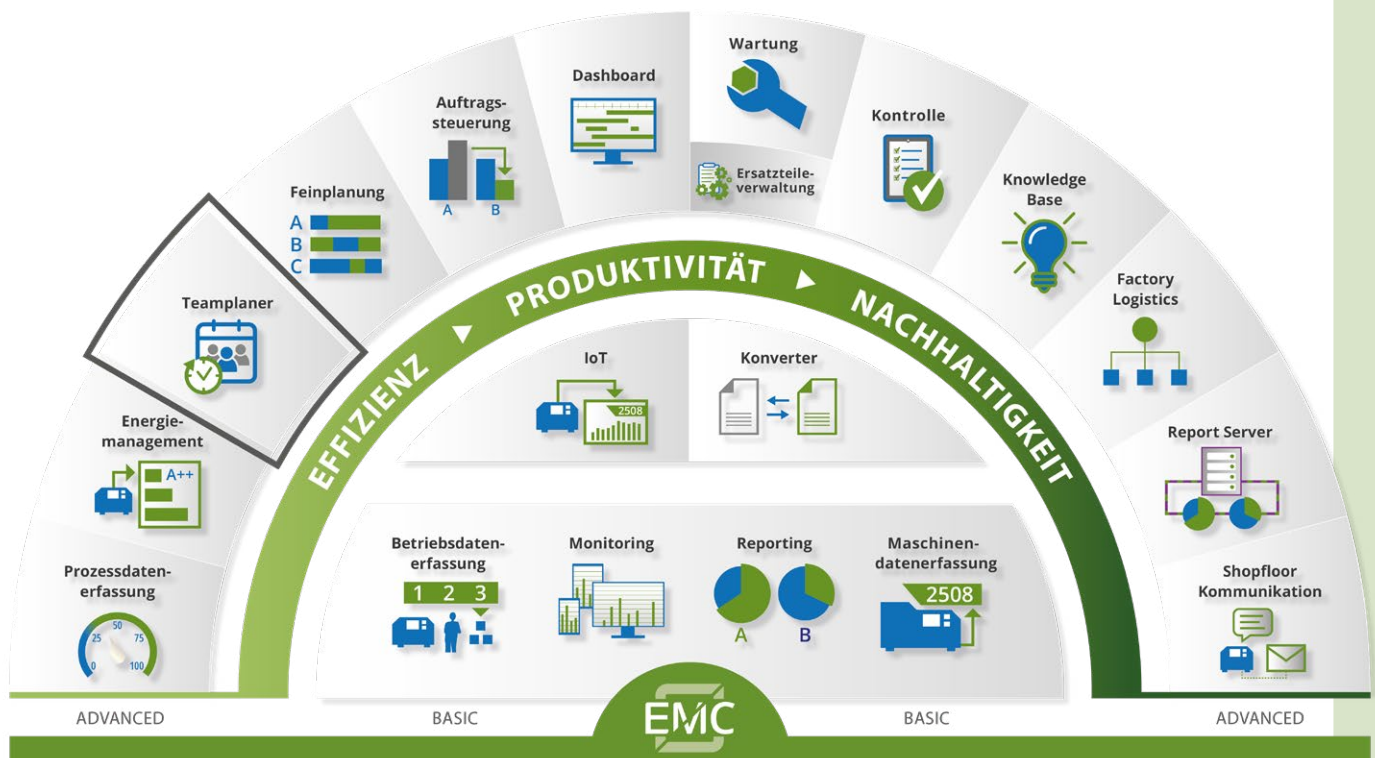 Wartung
Dashboard
Auftrags-
steuerung
A B
Kontrolle
Ersatzteile-
verwaltung
Feinplanung
A
B
C
Knowledge
Base
Teamplaner
Factory
Logistics
EFFIZIENZ ▶ PRODUKTIVITÄT ▶ NACHHALTIGKEIT
IoT
2508
Konverter
Energie-
management
A++
Report Server
Betriebsdaten-
erfassung
1 2 3
Monitoring
Reporting
A B
Maschinen-
datenerfassung
2508
Prozessdaten-
erfassung
0 25 50 75 100
Shopfloor
Kommunikation
ADVANCED
BASIC
EMC
BASIC
ADVANCED